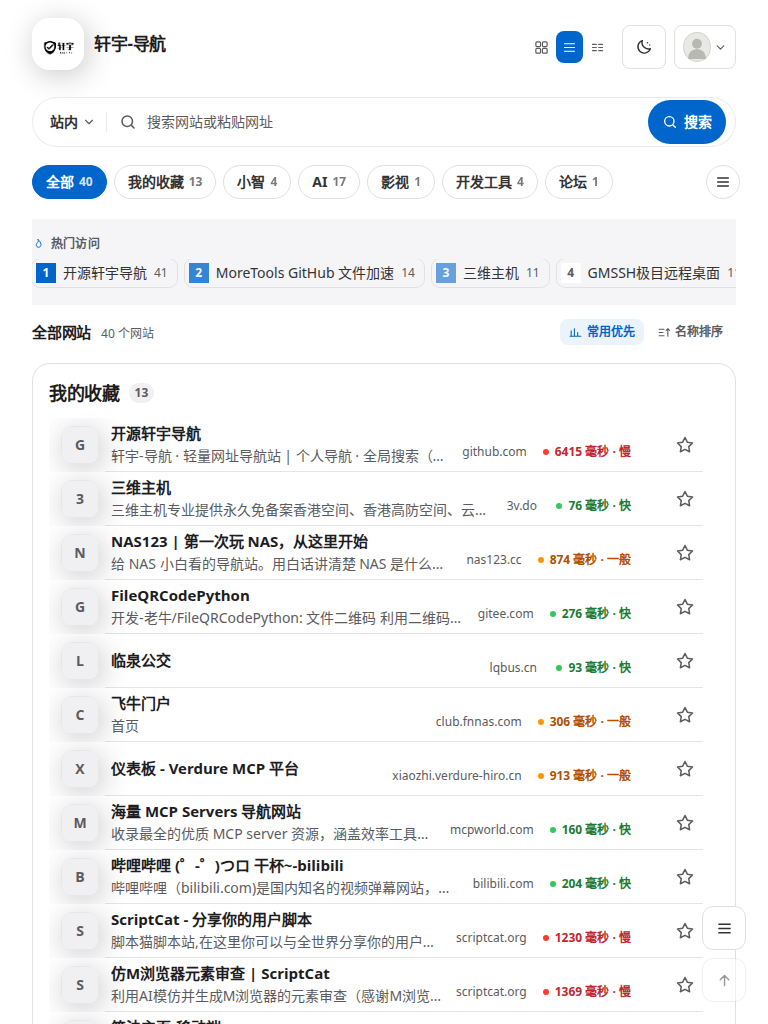 轩宇
轩宇-导航
站内
搜索网站或粘贴网址
搜索
全部 40
我的收藏 13
小智 4
AI 17
影视 1
开发工具 4
论坛 1
热门访问
1 开源轩宇导航 41
2 MoreTools GitHub 文件加速 14
3 三维主机 11
4 GMSSH极目远程桌面
全部网站 40 个网站
常用优先
名称排序
我的收藏 13
G
开源轩宇导航
轩宇-导航 · 轻量网址导航站 | 个人导航 · 全局搜索（...
github.com
6415 毫秒 · 慢
3
三维主机
三维主机专业提供永久免备案香港空间、香港高防空间、云...
3v.do
76 毫秒 · 快
N
NAS123 | 第一次玩 NAS，从这里开始
给 NAS 小白看的导航站。用白话讲清楚 NAS 是什么...
nas123.cc
874 毫秒 · 一般
G
FileQRCodePython
开发-老牛/FileQRCodePython: 文件二维码 利用二维码...
gitee.com
276 毫秒 · 快
L
临泉公交
lqbus.cn
93 毫秒 · 快
C
飞牛门户
首页
club.fnnas.com
306 毫秒 · 一般
X
仪表板 - Verdure MCP 平台
xiaozhi.verdure-hiro.cn
913 毫秒 · 一般
M
海量 MCP Servers 导航网站
收录最全的优质 MCP server 资源，涵盖效率工具...
mcpworld.com
160 毫秒 · 快
B
哔哩哔哩 (゜-゜)つロ 干杯~-bilibili
哔哩哔哩（bilibili.com)是国内知名的视频弹幕网站，...
bilibili.com
204 毫秒 · 快
S
ScriptCat - 分享你的用户脚本
脚本猫脚本站,在这里你可以与全世界分享你的用户...
scriptcat.org
1230 毫秒 · 慢
S
仿M浏览器元素审查 | ScriptCat
利用AI模仿并生成M浏览器的元素审查（感谢M浏览...
scriptcat.org
1369 毫秒 · 慢